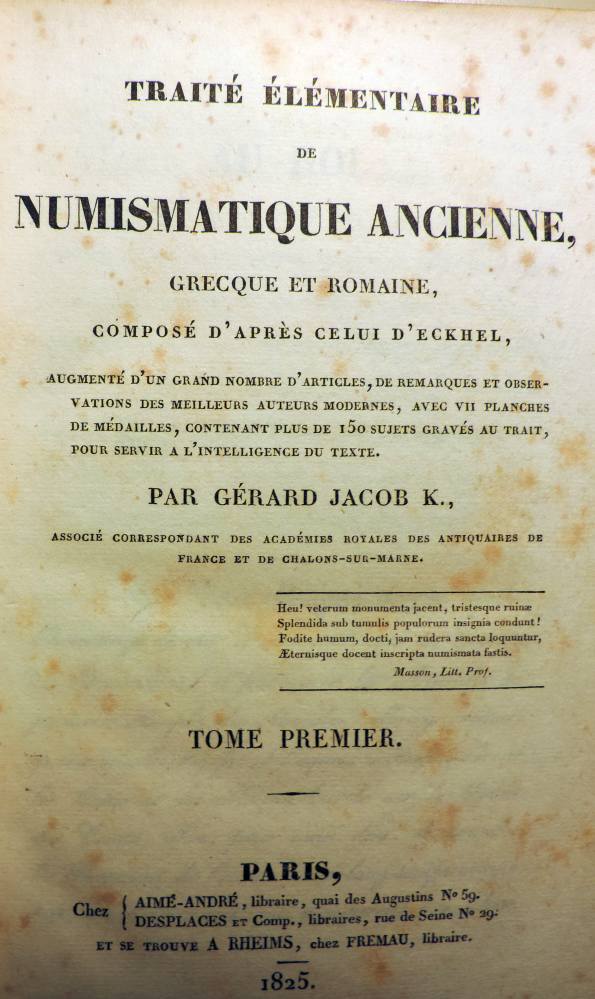 TRAITÉ ÉLÉMENTAIRE
DE
NUMISMATIQUE ANCIENNE,
GRECQUE ET ROMAINE,
COMPOSÉ D'APRÈS CELUI D'ECKHEL,
AUGMENTÉ D'UN GRAND NOMBRE D'ARTICLES, DE REMARQUES ET OBSER-
VATIONS DES MEILLEURS AUTEURS MODERNES, AVEC VII PLANCHES
DE MÉDAILLES, CONTENANT PLUS DE 150 SUJETS GRAVÉS AU TRAIT,
POUR SERVIR A L'INTELLIGENCE DU TEXTE.
PAR GÉRARD JACOB K.,
ASSOCIÉ CORRESPONDANT DES ACADÉMIES ROYALES DES ANTIQUAIRES DE
FRANCE ET DE CHALONS-SUR-MARNE.
Heu! veterum monumenta jacent, tristesque ruinæ
Splendida sub tumulis populorum insignia condunt!
Fodite humum, docti, jam rudera sancta loquuntur,
Æternisque docent inscripta numismata fastis.
Masson, Litt. Prof.
TOME PREMIER.
PARIS,
Chez { AIMÉ-ANDRÉ, libraire, quai des Augustins N° 59.
DESPLACES ET Comp., libraires, rue de Seine N° 29.
ET SE TROUVE A RHEIMS, chez FREMAU, libraire.
1825.